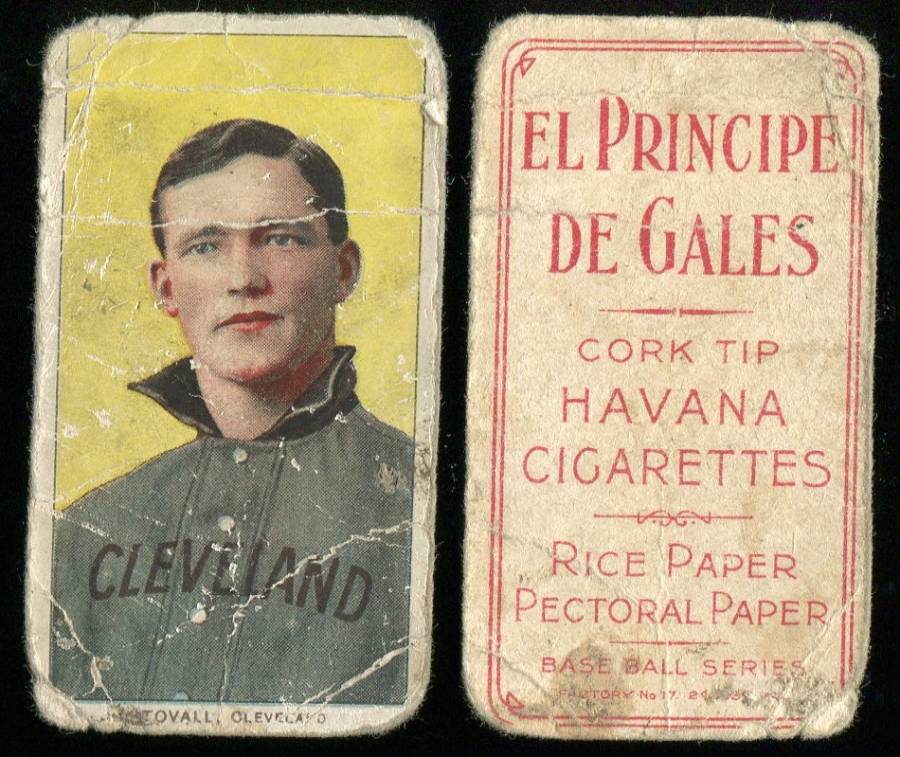 CLEVELAND
STOVALL, CLEVELAND
EL PRINCIPE
DE GALES
CORK TIP
HAVANA
CIGARETTES
RICE PAPER
PECTORAL PAPER
BASE BALL SERIES
FACTORY No 17